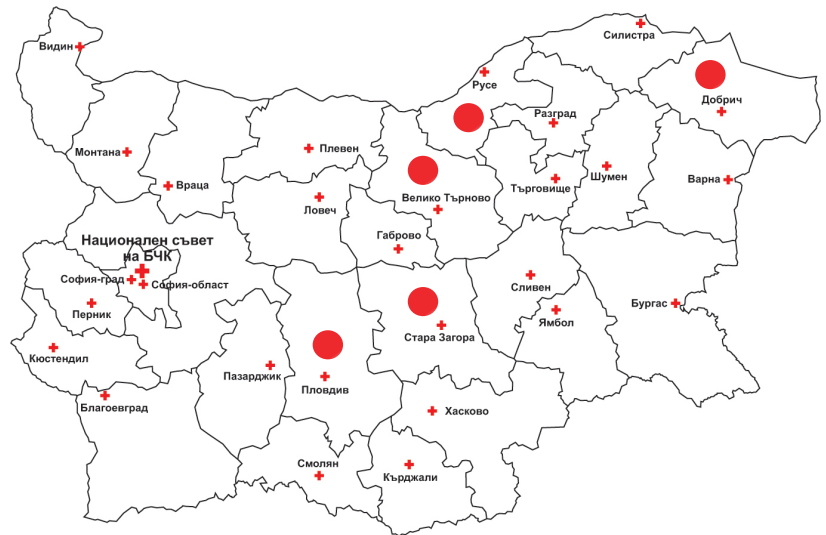 Силистра
Видин
Русе
Добрич
Разград
Плевен
Монтана
Шумен
Варна
Враца
Търговище
Велико Търново
Ловеч
Габрово
Национален съвет
на БЧК
София-град
София-област
Сливен
Перник
Бургас
Ямбол
Стара Загора
Кюстендил
Пазарджик
Пловдив
Благоевград
Хасково
Смолян
Кърджали